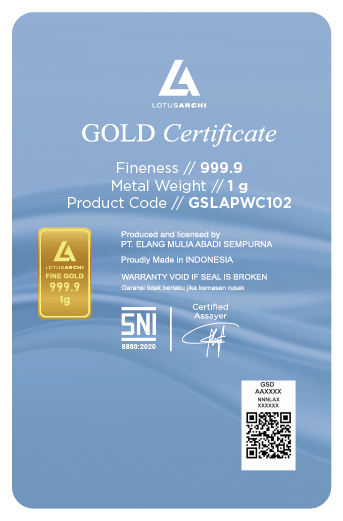 LOTUSARCHI
GOLD Certificate
Fineness // 999.9
Metal Weight // 1 g
Product Code // GSLAPWC102
LOTUSARCHI
FINE GOLD
999.9
1g
Produced and licensed by
PT. ELANG MULIA ABADI SEMPURNA
Proudly Made in INDONESIA
WARRANTY VOID IF SEAL IS BROKEN
Garansi tidak berlaku jika kemasan rusak
SNI
8880:2020
Certified
Assayer
GSD
AAXXXX
NNNLAX
XXXXXX